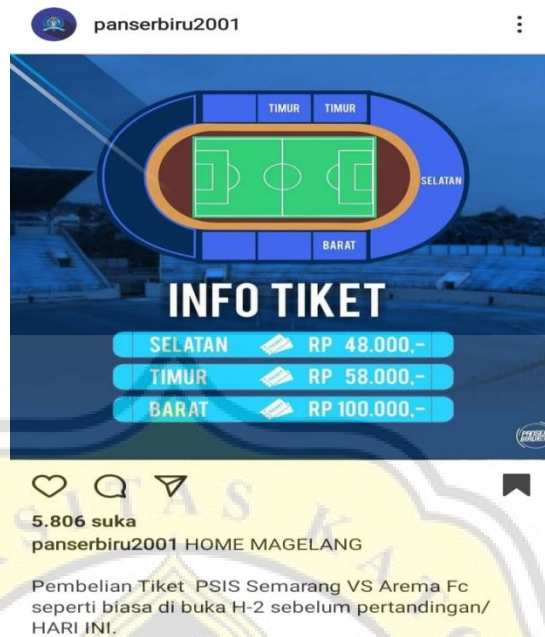 panserbiru2001
TIMUR TIMUR
SELATAN
BARAT
INFO TIKET
SELATAN RP 48.000,-
TIMUR RP 58.000,-
BARAT RP 100.000,-
5.806 suka
panserbiru2001 HOME MAGELANG
Pembelian Tiket PSIS Semarang VS Arema Fc
seperti biasa di buka H-2 sebelum pertandingan/
HARI INI.